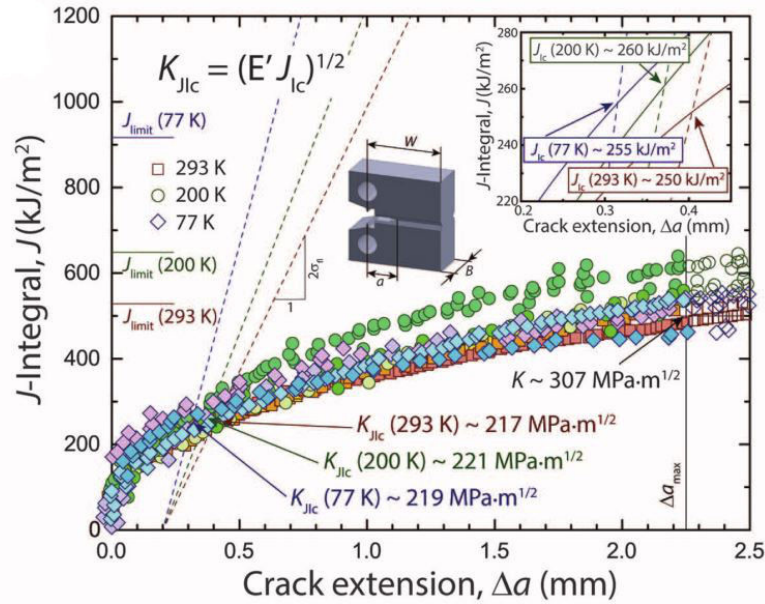 K_JIc = (E′ J_Ic)^1/2
J_limit (77 K)
293 K
200 K
77 K
J_limit (200 K)
J_limit (293 K)
W
a
B
2σ_fl
1
J_Ic (200 K) ~ 260 kJ/m²
J_Ic (77 K) ~ 255 kJ/m²
J_Ic (293 K) ~ 250 kJ/m²
280
260
240
220
0.2
0.3
0.4
J-Integral, J (kJ/m²)
Crack extension, Δa (mm)
K ~ 307 MPa·m^1/2
K_JIc (293 K) ~ 217 MPa·m^1/2
K_JIc (200 K) ~ 221 MPa·m^1/2
K_JIc (77 K) ~ 219 MPa·m^1/2
Δa_max
1200
1000
800
600
400
200
0
J-Integral, J (kJ/m²)
0.0
0.5
1.0
1.5
2.0
2.5
Crack extension, Δa (mm)